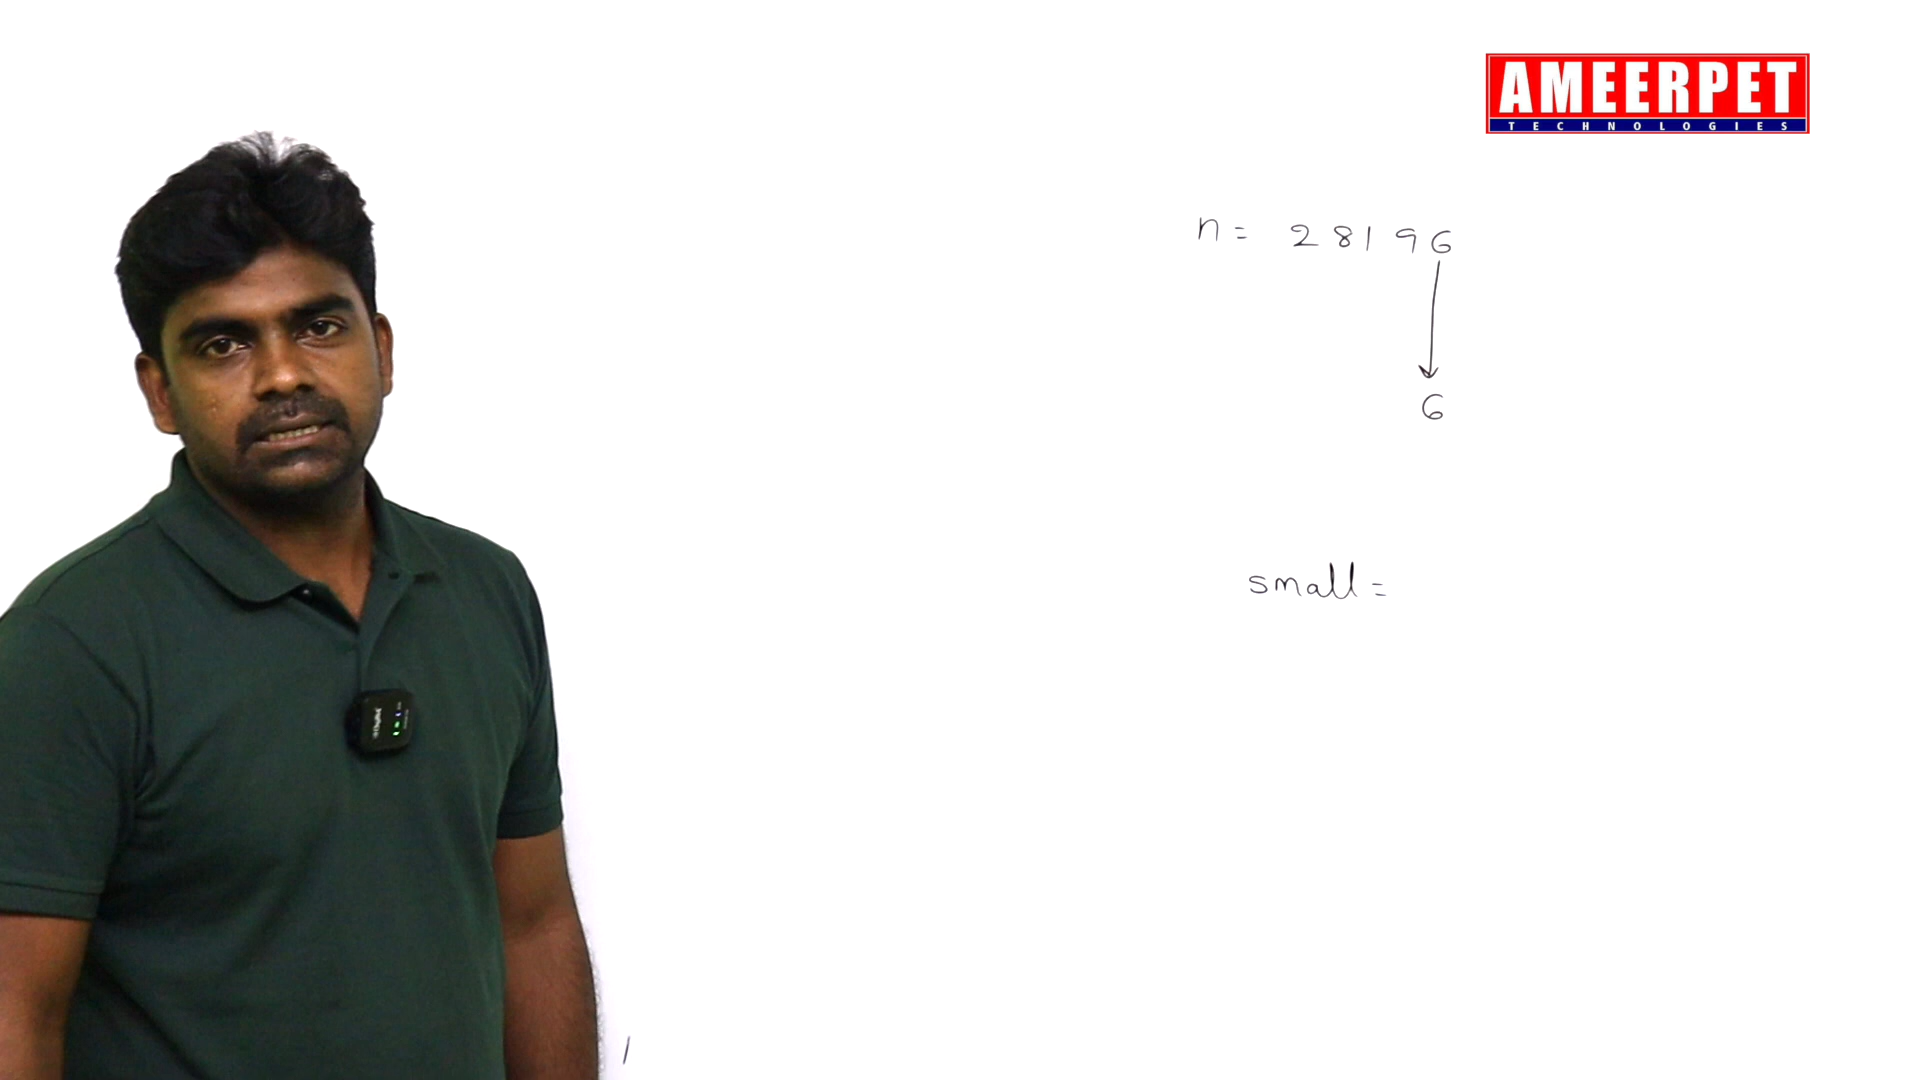 AMEERPET
TECHNOLOGIES
n = 28196
6
small =